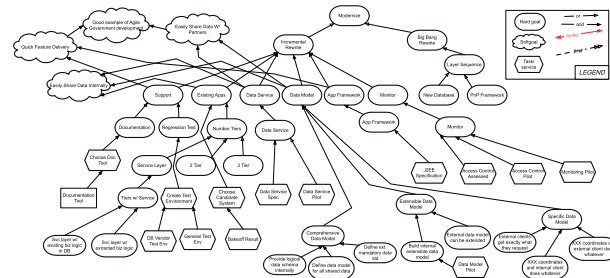 Modernize
Good example of Agile
Government development
Easily Share Data W/
Partners
Incremental
Rewrite
Big Bang
Rewrite
Quick Feature Delivery
Layer Sequence
Easily Share Data Internally
New Database
PnP Framework
Support
Existing Apps
Data Service
Data Model
App Framework
Monitor
Documentation
Regression Test
Number Tiers
Data Service
App Framework
Monitor
Choose Doc
Tool
Service Layer
2 Tier
3 Tier
J2EE
Specification
Access Control
Assessed
Access Control
Pilot
Monitoring Pilot
Documentation Tool
Tiers w/ Service
Create Test
Environment
Choose
Candidate
System
Data Service
Spec
Data Service
Pilot
Extensible Data
Model
Specific Data
Model
Src layer w/
existing biz logic
in DB
Src layer w/
extracted biz logic
DB Vendor
Test Env
General Test
Env
Bakeoff Result
Comprehensive
Data Model
External data model
can be extended
External clients
get exactly what
they request
XXX coordinates and
external client does
whatever
Provide logical
data schema
internally
Define data model
for all shared data
Define ext.
mandatory data
std
Build internal
extensible data
model
Data Model
Pilot
XXX coordinates
and internal client
does whatever
Hard goal
Softgoal
Task/
service
or
and
pref
LEGEND